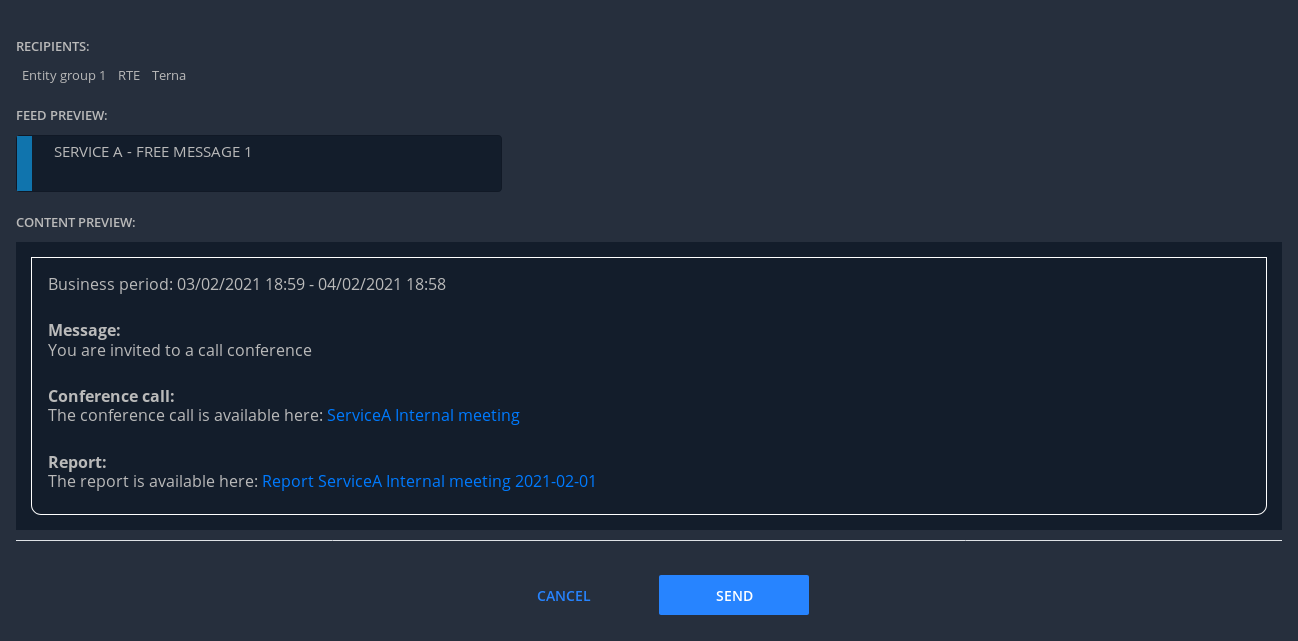 RECIPIENTS:
Entity group 1 RTE Terna
FEED PREVIEW:
SERVICE A - FREE MESSAGE 1
CONTENT PREVIEW:
Business period: 03/02/2021 18:59 - 04/02/2021 18:58
Message:
You are invited to a call conference
Conference call:
The conference call is available here: ServiceA Internal meeting
Report:
The report is available here: Report ServiceA Internal meeting 2021-02-01
CANCEL SEND